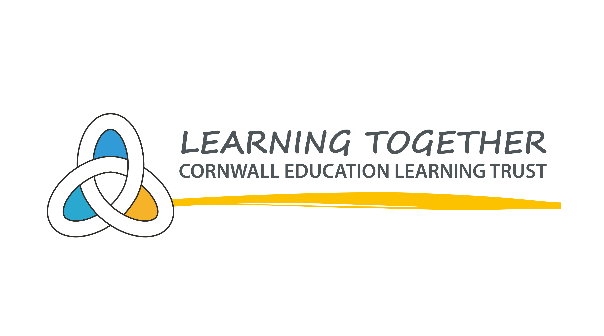 LEARNING TOGETHER
CORNWALL EDUCATION LEARNING TRUST